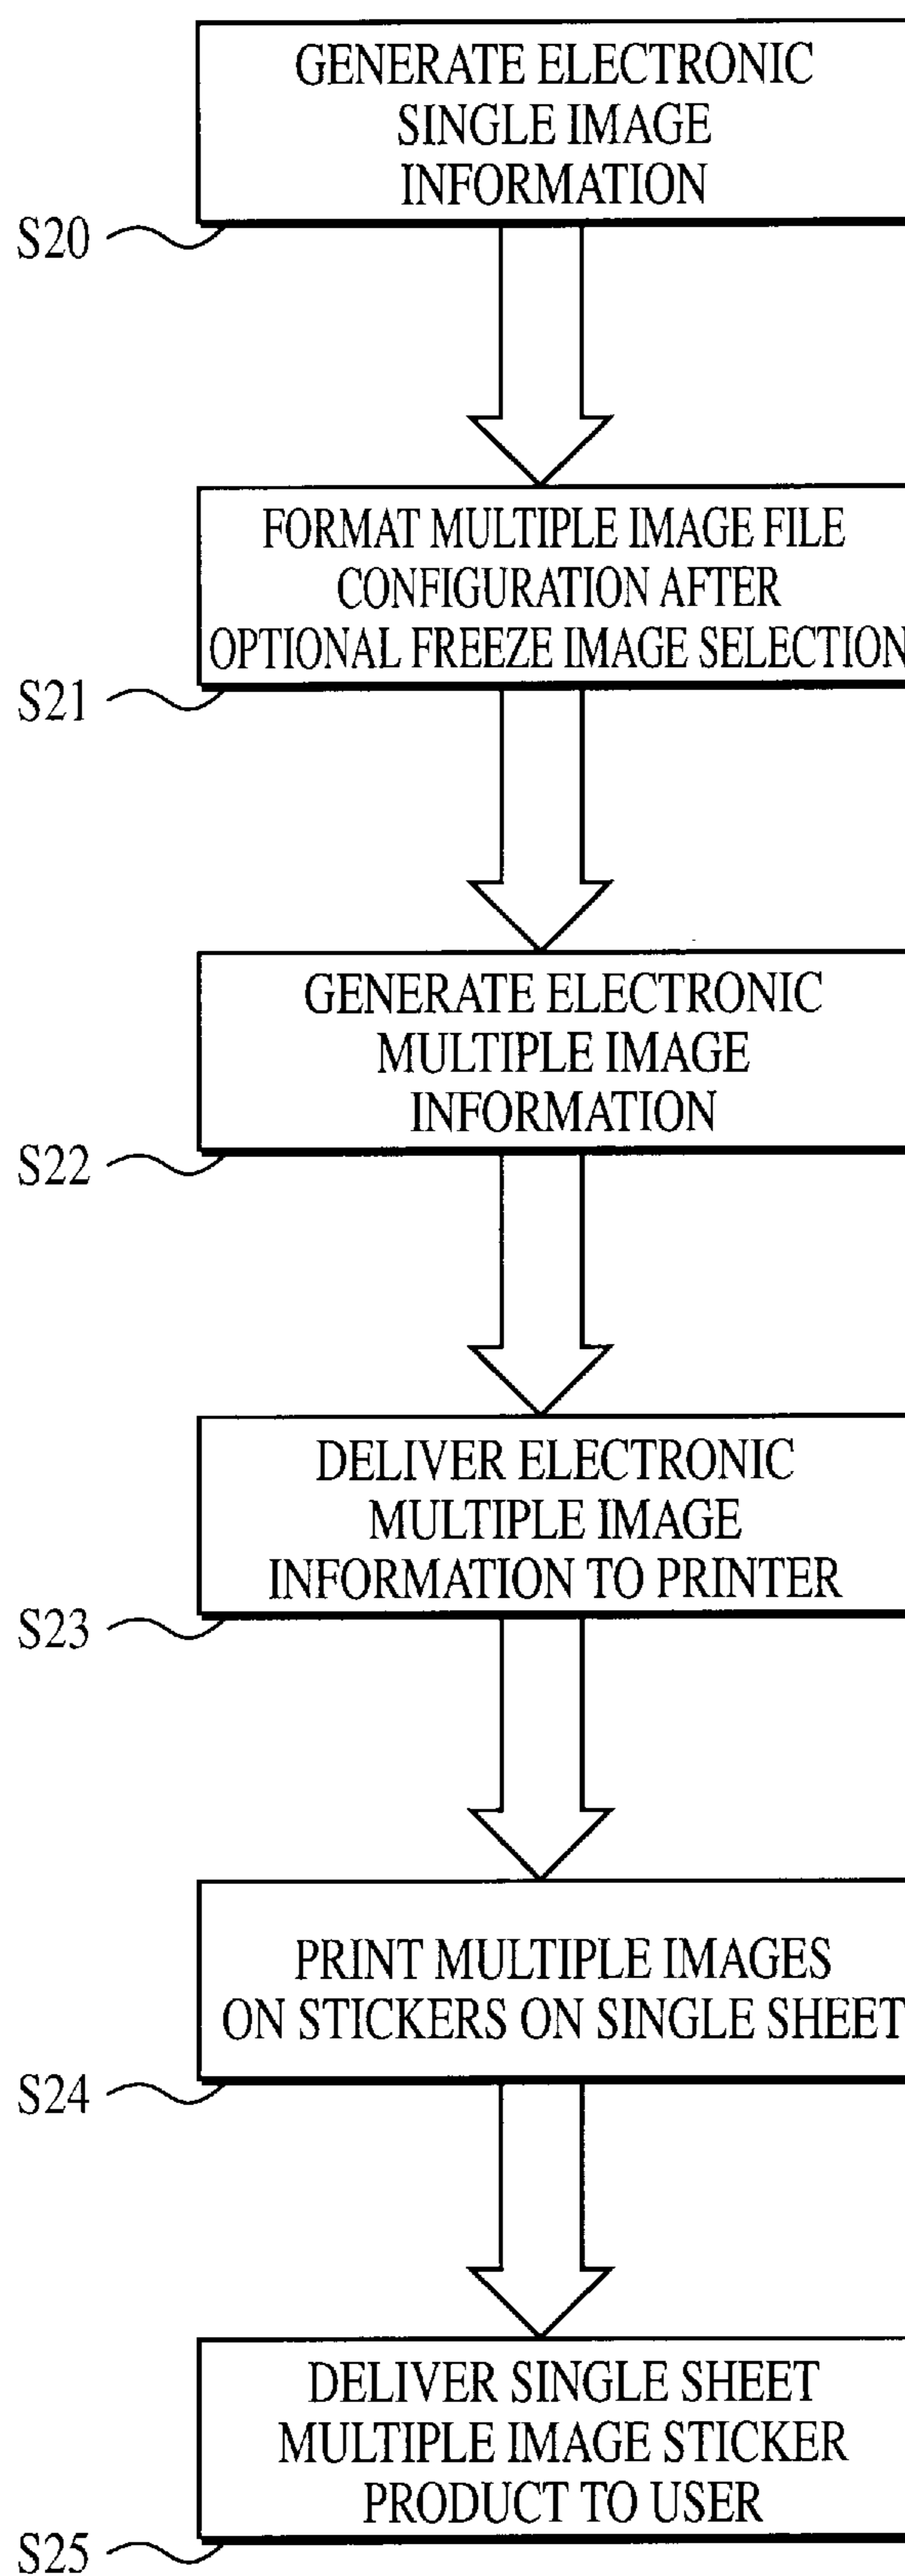 GENERATE ELECTRONIC
SINGLE IMAGE
INFORMATION
S20
FORMAT MULTIPLE IMAGE FILE
CONFIGURATION AFTER
OPTIONAL FREEZE IMAGE SELECTION
S21
GENERATE ELECTRONIC
MULTIPLE IMAGE
INFORMATION
S22
DELIVER ELECTRONIC
MULTIPLE IMAGE
INFORMATION TO PRINTER
S23
PRINT MULTIPLE IMAGES
ON STICKERS ON SINGLE SHEET
S24
DELIVER SINGLE SHEET
MULTIPLE IMAGE STICKER
PRODUCT TO USER
S25